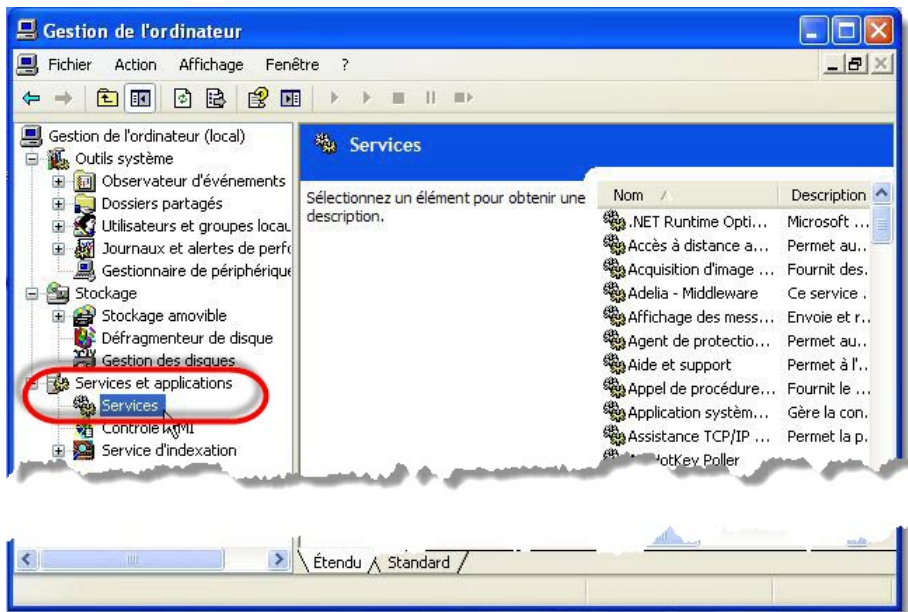 Gestion de l'ordinateur
Fichier Action Affichage Fenêtre ?
Gestion de l'ordinateur (local)
Outils système
Observateur d'événements
Dossiers partagés
Utilisateurs et groupes locau
Journaux et alertes de perfo
Gestionnaire de périphérique
Stockage
Stockage amovible
Défragmenteur de disque
Gestion des disques
Services et applications
Services
Contrôle WMI
Service d'indexation
Services
Sélectionnez un élément pour obtenir une
description.
Nom Description
.NET Runtime Opti... Microsoft ...
Accès à distance a... Permet au...
Acquisition d'image ... Fournit des.
Adelia - Middleware Ce service .
Affichage des mess... Envoie et r...
Agent de protectio... Permet au...
Aide et support Permet à l'...
Appel de procédure... Fournit le ...
Application systèm... Gère la con.
Assistance TCP/IP ... Permet la p.
HotKey Poller
Étendu Standard